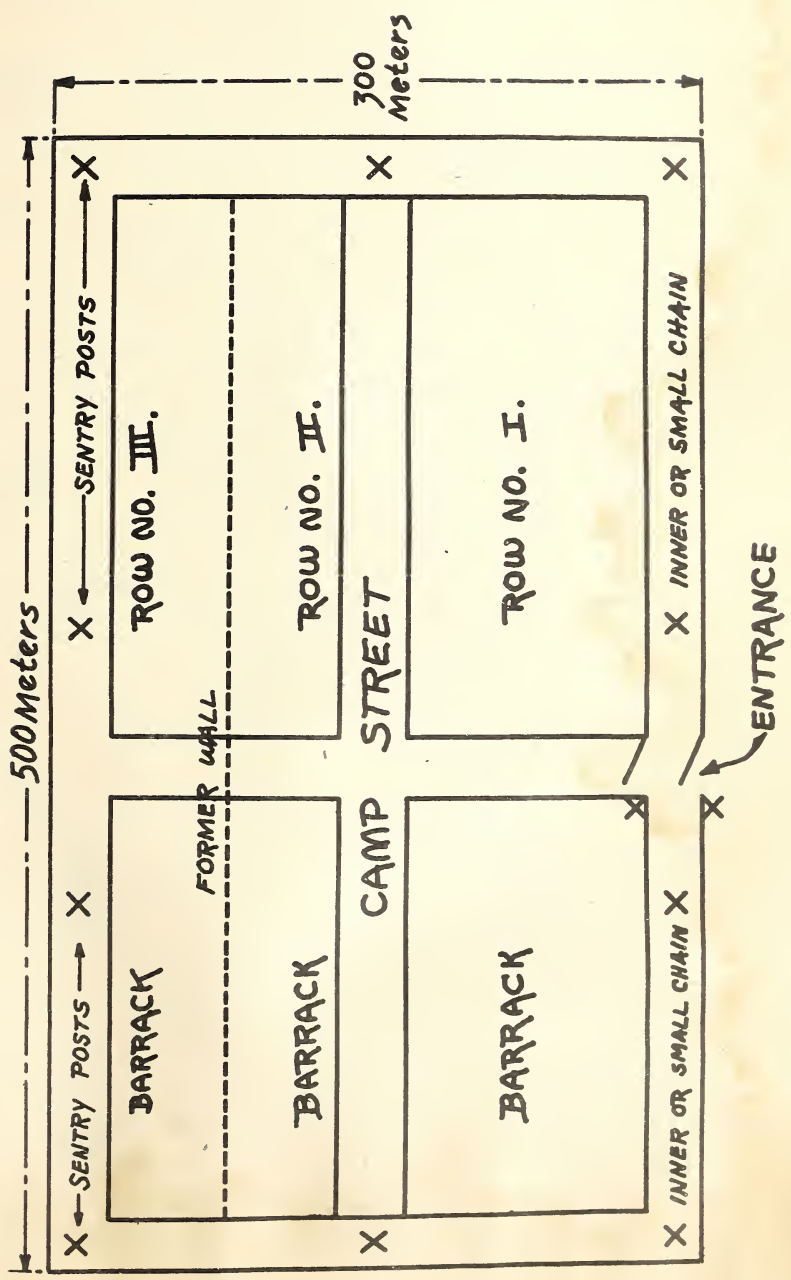 500 Meters
SENTRY POSTS
SENTRY POSTS
BARRACK
ROW NO. III.
FORMER WALL
BARRACK
ROW NO. II.
CAMP STREET
300
Meters
BARRACK
ROW NO. I.
INNER OR SMALL CHAIN
INNER OR SMALL CHAIN
ENTRANCE